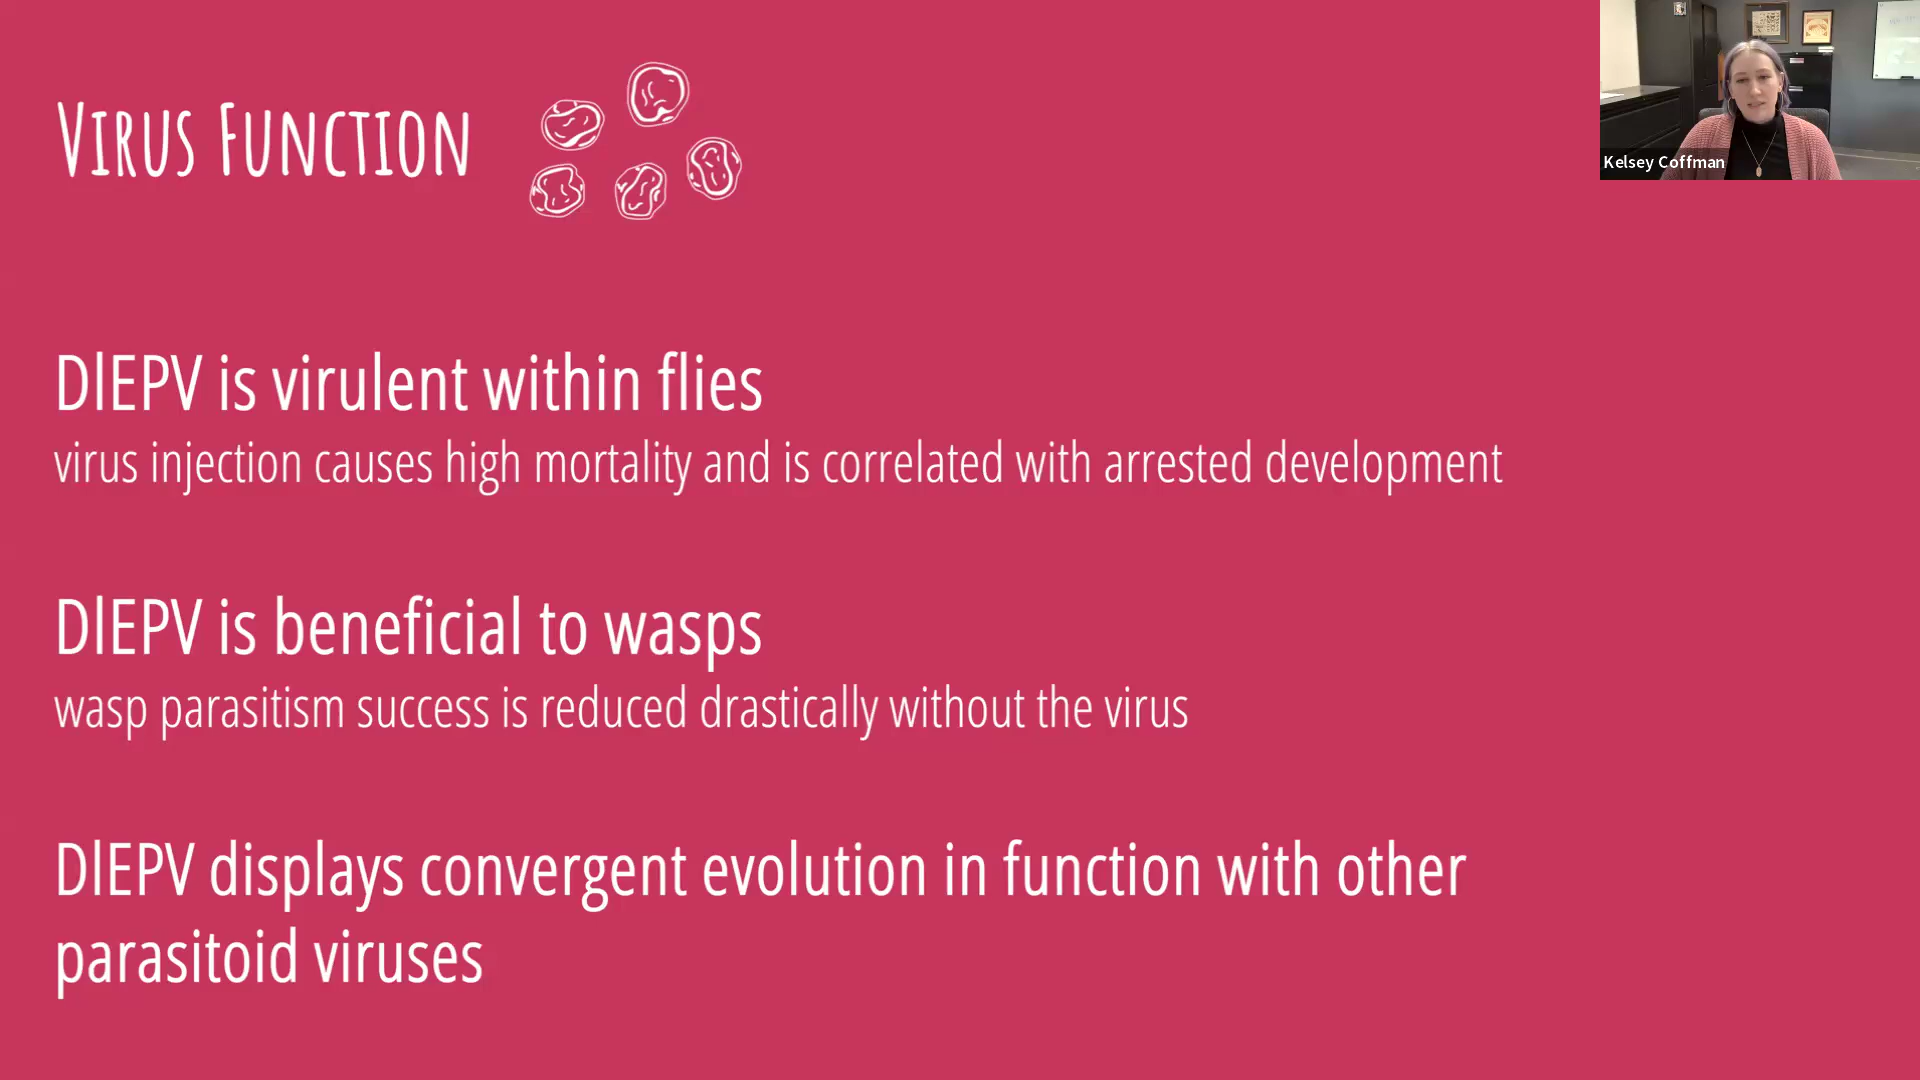 Virus Function
Kelsey Coffman
DlEPV is virulent within flies
virus injection causes high mortality and is correlated with arrested development
DlEPV is beneficial to wasps
wasp parasitism success is reduced drastically without the virus
DlEPV displays convergent evolution in function with other
parasitoid viruses